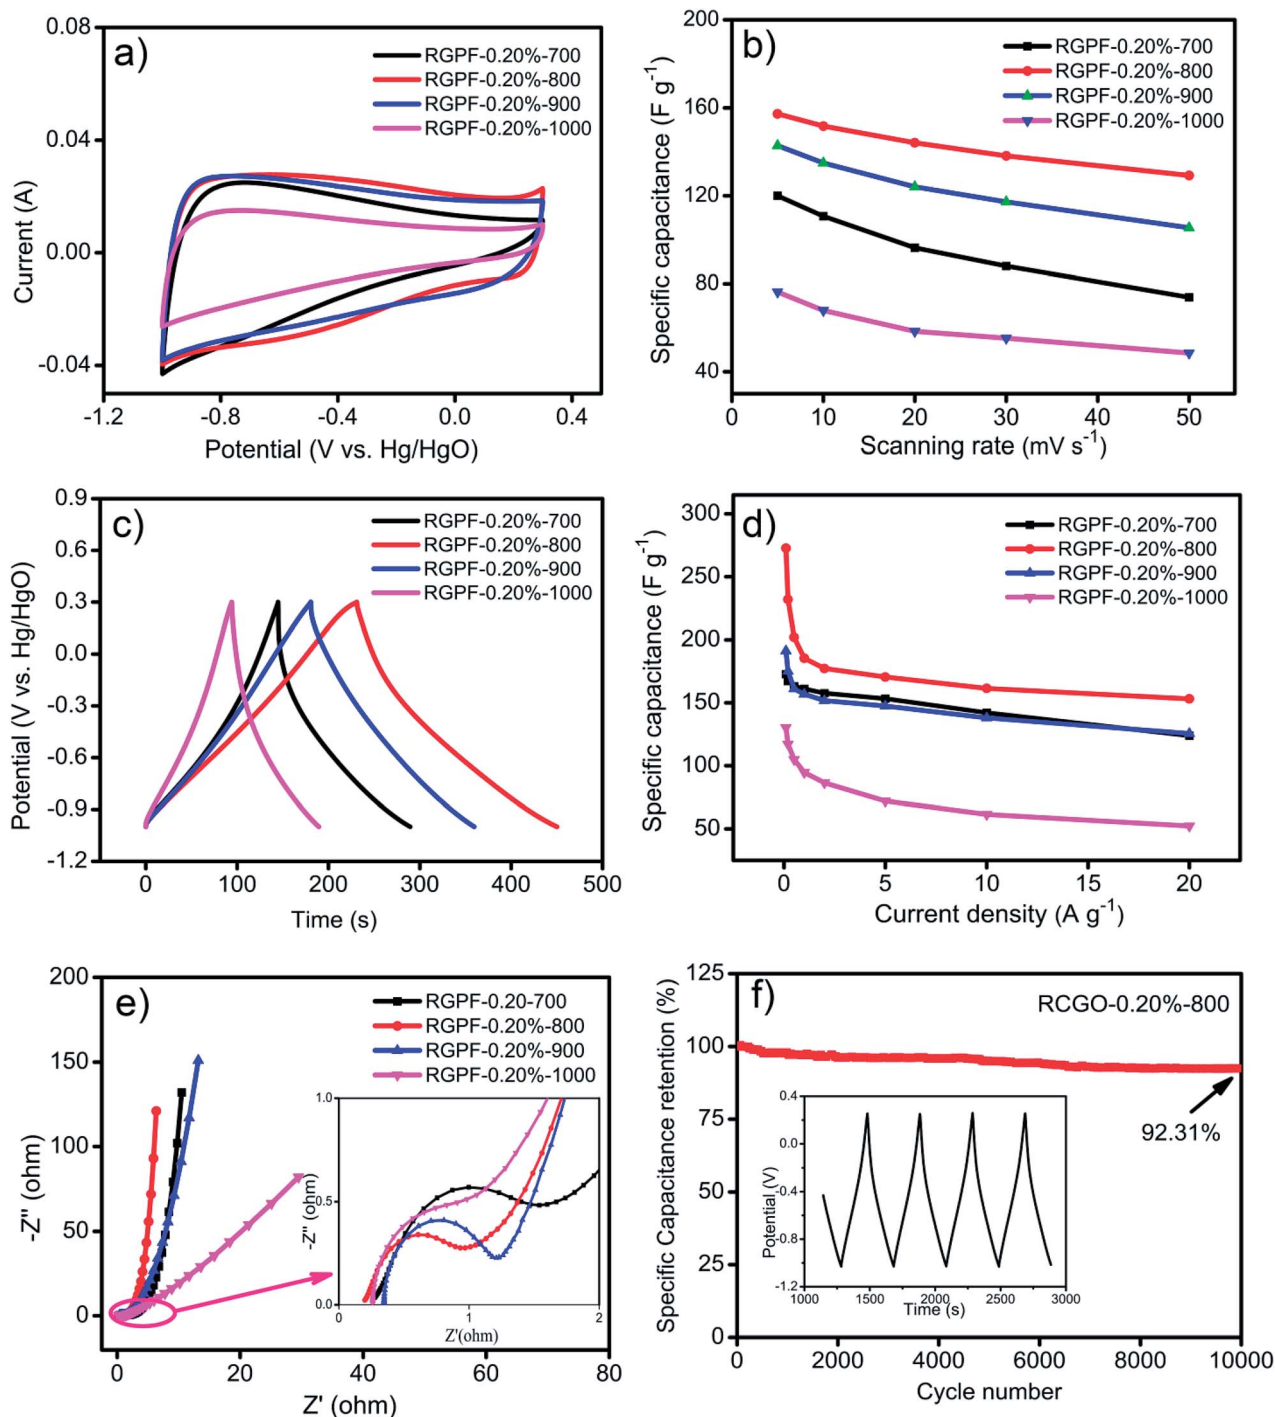 a)
RGPF-0.20%-700
RGPF-0.20%-800
RGPF-0.20%-900
RGPF-0.20%-1000
0.08
0.04
0.00
-0.04
Current (A)
-1.2 -0.8 -0.4 0.0 0.4
Potential (V vs. Hg/HgO)
b)
RGPF-0.20%-700
RGPF-0.20%-800
RGPF-0.20%-900
RGPF-0.20%-1000
200
160
120
80
40
Specific capacitance (F g⁻¹)
0 10 20 30 40 50
Scanning rate (mV s⁻¹)
c)
RGPF-0.20%-700
RGPF-0.20%-800
RGPF-0.20%-900
RGPF-0.20%-1000
0.9
0.6
0.3
0.0
-0.3
-0.6
-0.9
-1.2
Potential (V vs. Hg/HgO)
0 100 200 300 400 500
Time (s)
d)
RGPF-0.20%-700
RGPF-0.20%-800
RGPF-0.20%-900
RGPF-0.20%-1000
300
250
200
150
100
50
Specific capacitance (F g⁻¹)
0 5 10 15 20
Current density (A g⁻¹)
e)
RGPF-0.20-700
RGPF-0.20%-800
RGPF-0.20%-900
RGPF-0.20%-1000
200
150
100
50
0
-Z'' (ohm)
1.0
0.5
0.0
-Z'' (ohm)
0 1 2
Z'(ohm)
0 20 40 60 80
Z' (ohm)
f)
RCGO-0.20%-800
125
100
75
50
25
0
Specific Capacitance retention (%)
92.31%
0.4
0.0
-0.4
-0.8
-1.2
Potential (V)
1000 1500 2000 2500 3000
Time (s)
0 2000 4000 6000 8000 10000
Cycle number